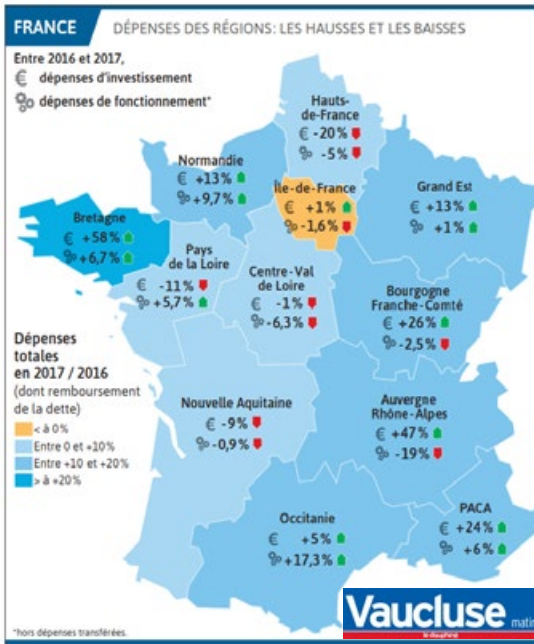 FRANCE
DÉPENSES DES RÉGIONS: LES HAUSSES ET LES BAISSES
Entre 2016 et 2017,
€ dépenses d'investissement
dépenses de fonctionnement*
Hauts-
de-France
€ -20%
-5%
Normandie
€ +13%
+9,7%
Île-de-France
€ +1%
-1,6%
Grand Est
€ +13%
+1%
Bretagne
€ +58%
+6,7%
Pays
de la Loire
€ -11%
+5,7%
Centre-Val
de Loire
€ -1%
-6,3%
Bourgogne
Franche-Comté
€ +26%
-2,5%
Dépenses
totales
en 2017 / 2016
(dont remboursement
de la dette)
< à 0%
Entre 0 et +10%
Entre +10 et +20%
> à +20%
Nouvelle Aquitaine
€ -9%
-0,9%
Auvergne
Rhône-Alpes
€ +47%
-19%
Occitanie
€ +5%
+17,3%
PACA
€ +24%
+6%
*hors dépenses transférées.
Vaucluse matin
le dauphiné